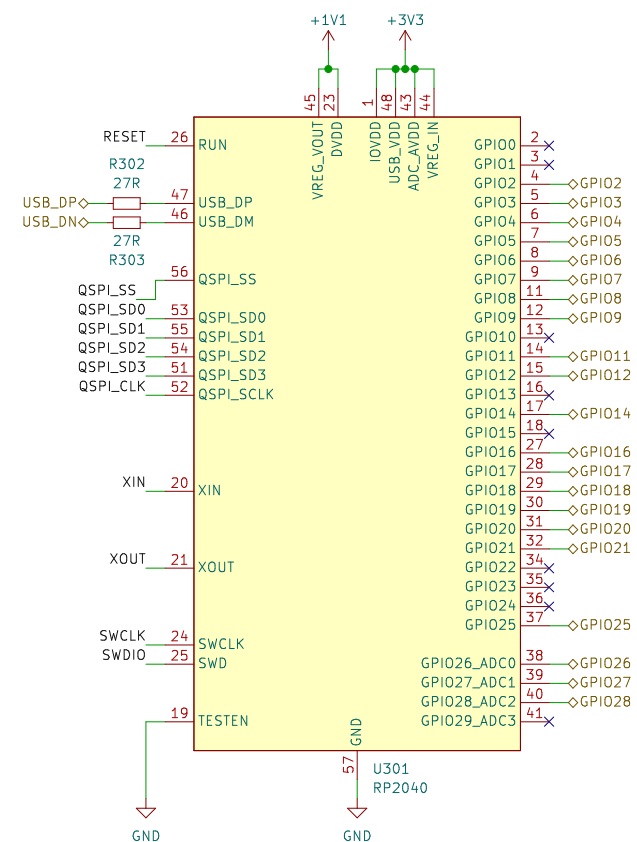 +1V1 +3V3
45 23 1 48 43 44
VREG_VOUT DVDD IOVDD USB_VDD ADC_AVDD VREG_IN
RESET 26 RUN
R302
27R
USB_DP 47 USB_DP
USB_DN 46 USB_DM
27R
R303
QSPI_SS 56 QSPI_SS
QSPI_SD0 53 QSPI_SD0
QSPI_SD1 55 QSPI_SD1
QSPI_SD2 54 QSPI_SD2
QSPI_SD3 51 QSPI_SD3
QSPI_CLK 52 QSPI_SCLK
XIN 20 XIN
XOUT 21 XOUT
SWCLK 24 SWCLK
SWDIO 25 SWD
19 TESTEN
GPIO0 2
GPIO1 3
GPIO2 4 GPIO2
GPIO3 5 GPIO3
GPIO4 6 GPIO4
GPIO5 7 GPIO5
GPIO6 8 GPIO6
GPIO7 9 GPIO7
GPIO8 11 GPIO8
GPIO9 12 GPIO9
GPIO10 13
GPIO11 14 GPIO11
GPIO12 15 GPIO12
GPIO13 16
GPIO14 17 GPIO14
GPIO15 18
GPIO16 27 GPIO16
GPIO17 28 GPIO17
GPIO18 29 GPIO18
GPIO19 30 GPIO19
GPIO20 31 GPIO20
GPIO21 32 GPIO21
GPIO22 34
GPIO23 35
GPIO24 36
GPIO25 37 GPIO25
GPIO26_ADC0 38 GPIO26
GPIO27_ADC1 39 GPIO27
GPIO28_ADC2 40 GPIO28
GPIO29_ADC3 41
GND
57
U301
RP2040
GND GND